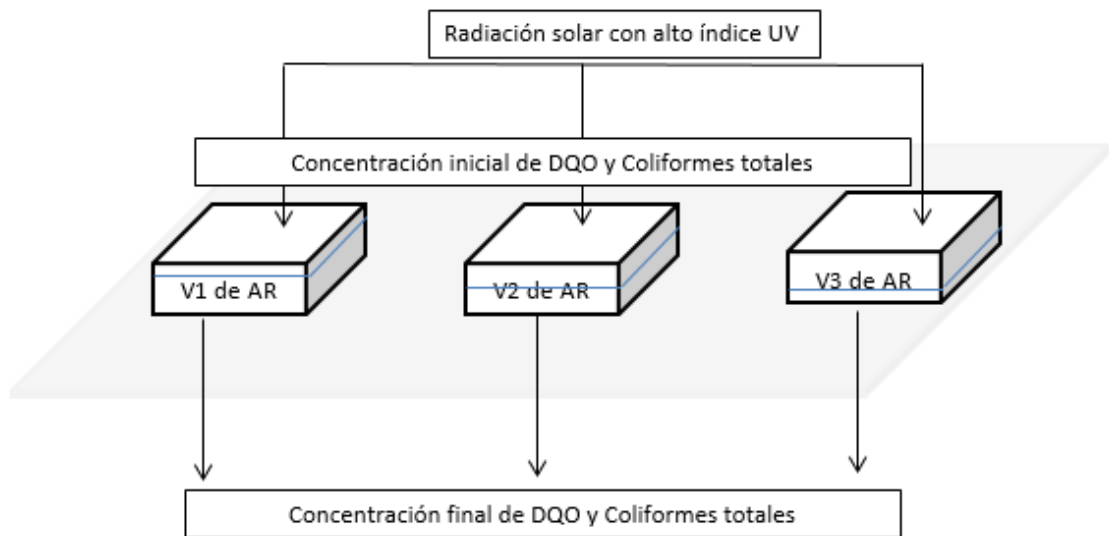 Radiación solar con alto índice UV
Concentración inicial de DQO y Coliformes totales
V1 de AR
V2 de AR
V3 de AR
Concentración final de DQO y Coliformes totales